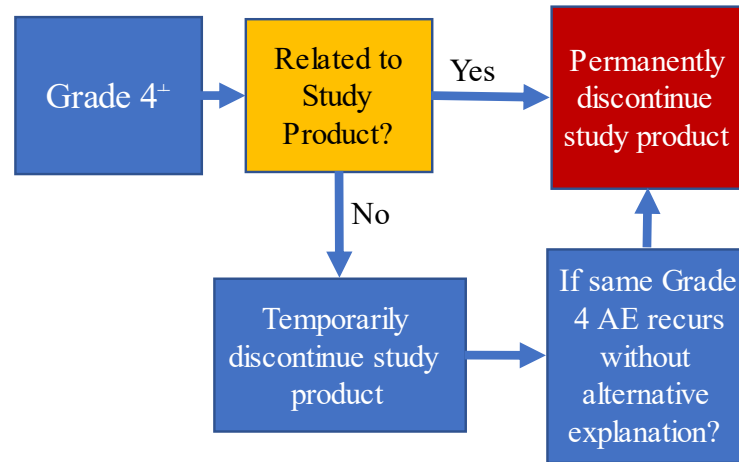 Grade 4⁺
Related to
Study
Product?
Yes
Permanently
discontinue
study product
No
Temporarily
discontinue study
product
If same Grade
4 AE recurs
without
alternative
explanation?